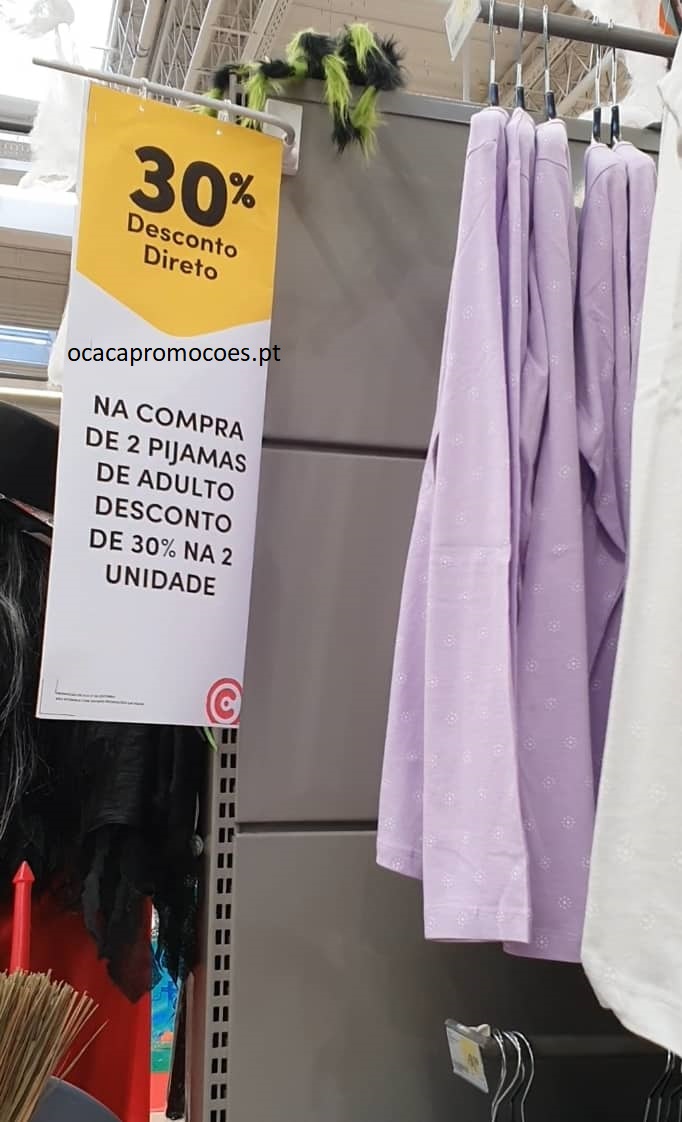 30%
Desconto
Direto
ocacapromocoes.pt
NA COMPRA
DE 2 PIJAMAS
DE ADULTO
DESCONTO
DE 30% NA 2
UNIDADE